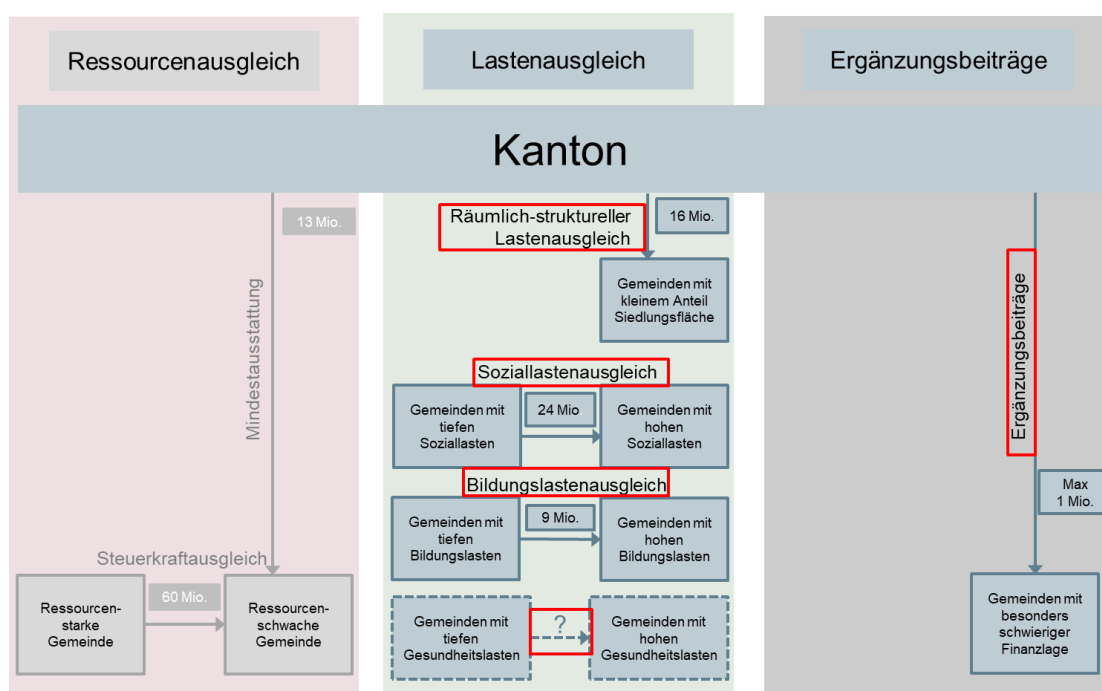 Ressourcenausgleich
Lastenausgleich
Ergänzungsbeiträge
Kanton
13 Mio.
Mindestausstattung
Steuerkraftausgleich
Ressourcen-
starke
Gemeinde
60 Mio.
Ressourcen-
schwache
Gemeinde
Räumlich-struktureller
Lastenausgleich
16 Mio.
Gemeinden mit
kleinem Anteil
Siedlungsfläche
Soziallastenausgleich
Gemeinden mit
tiefen
Soziallasten
24 Mio
Gemeinden mit
hohen
Soziallasten
Bildungslastenausgleich
Gemeinden mit
tiefen
Bildungslasten
9 Mio.
Gemeinden mit
hohen
Bildungslasten
Gemeinden mit
tiefen
Gesundheitslasten
?
Gemeinden mit
hohen
Gesundheitslasten
Ergänzungsbeiträge
Max
1 Mio.
Gemeinden mit
besonders
schwieriger
Finanzlage